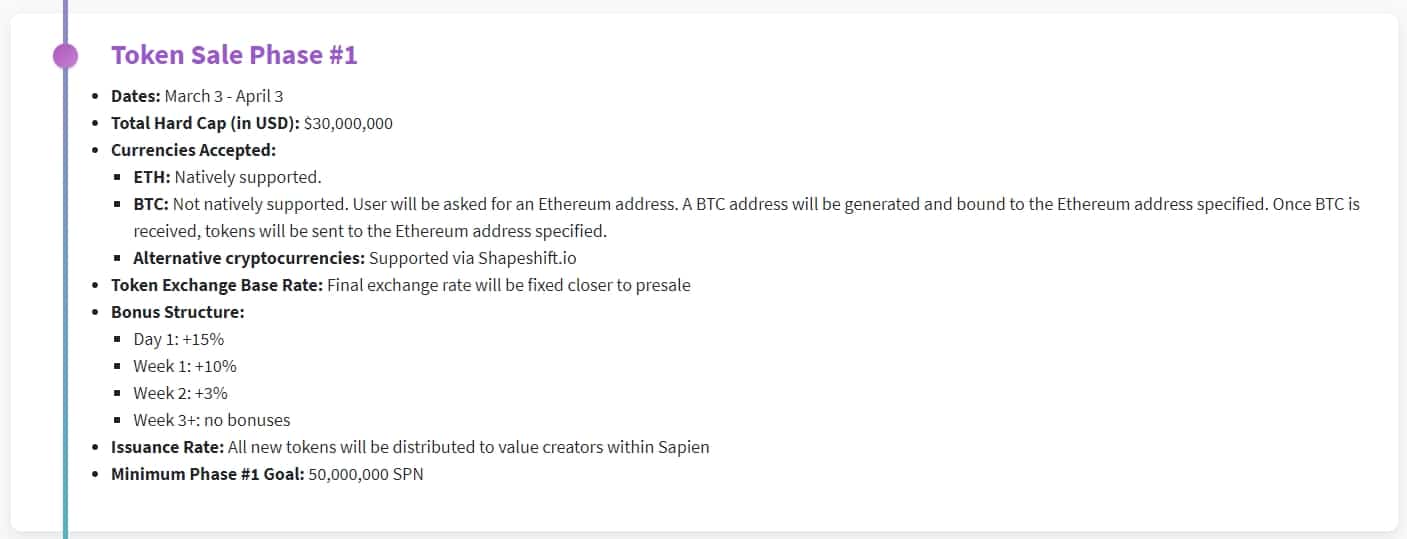 Token Sale Phase #1
Dates: March 3 - April 3
Total Hard Cap (in USD): $30,000,000
Currencies Accepted:
ETH: Natively supported.
BTC: Not natively supported. User will be asked for an Ethereum address. A BTC address will be generated and bound to the Ethereum address specified. Once BTC is
received, tokens will be sent to the Ethereum address specified.
Alternative cryptocurrencies: Supported via Shapeshift.io
Token Exchange Base Rate: Final exchange rate will be fixed closer to presale
Bonus Structure:
Day 1: +15%
Week 1: +10%
Week 2: +3%
Week 3+: no bonuses
Issuance Rate: All new tokens will be distributed to value creators within Sapien
Minimum Phase #1 Goal: 50,000,000 SPN